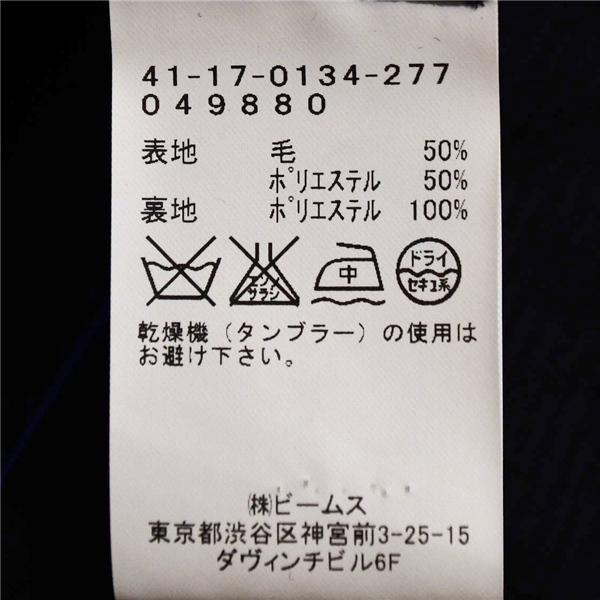 41-17-0134-277
049880
表地 毛 50%
ポリエステル 50%
裏地 ポリエステル 100%
エンソ サラシ 中 ドライ セキユ系
乾燥機（タンブラー）の使用は
お避け下さい。
㈱ビームス
東京都渋谷区神宮前3-25-15
ダヴィンチビル6F